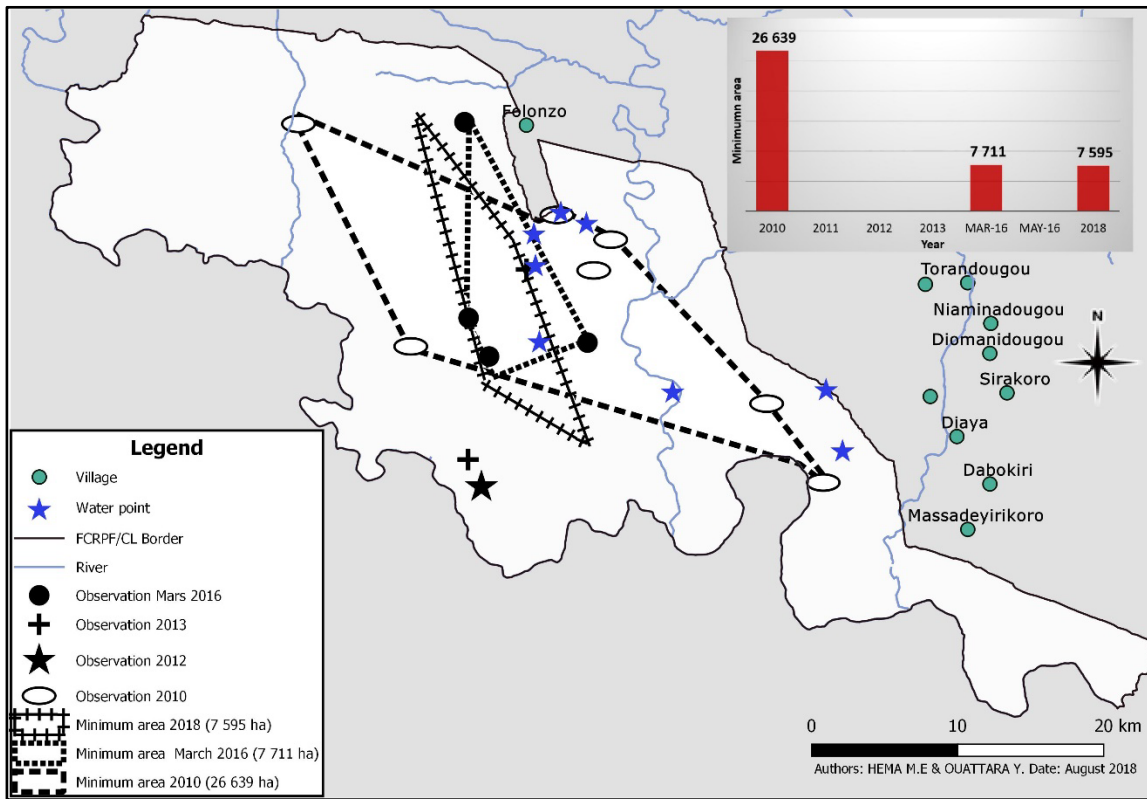 26 639
7 711
7 595
Minimumn area
2010 2011 2012 2013 MAR-16 MAY-16 2018
Year
Folonzo
Torandougou
Niaminadougou
Diomanidougou
Sirakoro
Djaya
Dabokiri
Massadeyirikoro
N
Legend
Village
Water point
FCRPF/CL Border
River
Observation Mars 2016
Observation 2013
Observation 2012
Observation 2010
Minimum area 2018 (7 595 ha)
Minimum area March 2016 (7 711 ha)
Minimum area 2010 (26 639 ha)
0 10 20 km
Authors: HEMA M.E & OUATTARA Y. Date: August 2018